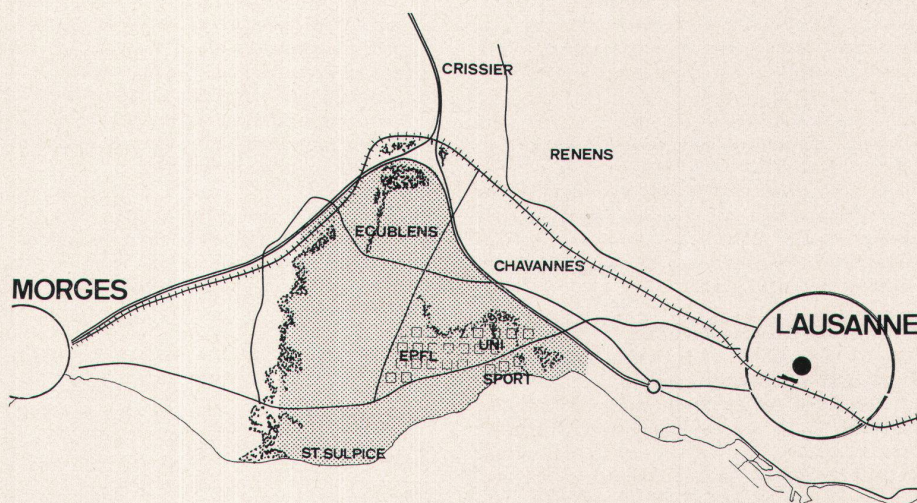 CRISSIER
RENENS
ECUBLENS
CHAVANNES
MORGES
LAUSANNE
UNI
EPFL
SPORT
ST. SULPICE